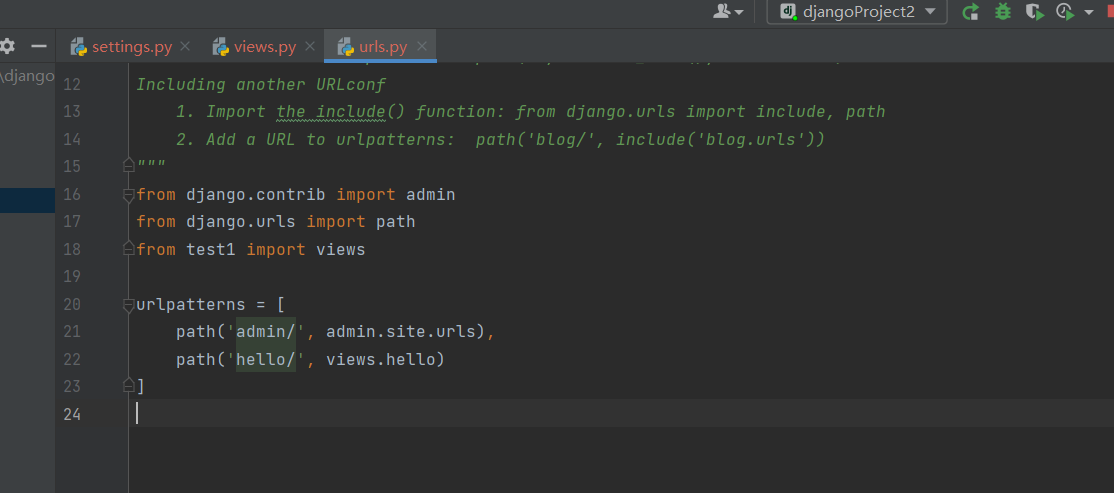 djangoProject2
settings.py
views.py
urls.py
\django
12 Including another URLconf
13     1. Import the include() function: from django.urls import include, path
14     2. Add a URL to urlpatterns:  path('blog/', include('blog.urls'))
15 """
16 from django.contrib import admin
17 from django.urls import path
18 from test1 import views
19
20 urlpatterns = [
21     path('admin/', admin.site.urls),
22     path('hello/', views.hello)
23 ]
24